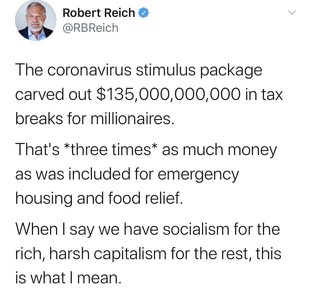 Robert Reich
@RBReich
The coronavirus stimulus package
carved out $135,000,000,000 in tax
breaks for millionaires.
That's *three times* as much money
as was included for emergency
housing and food relief.
When I say we have socialism for the
rich, harsh capitalism for the rest, this
is what I mean.